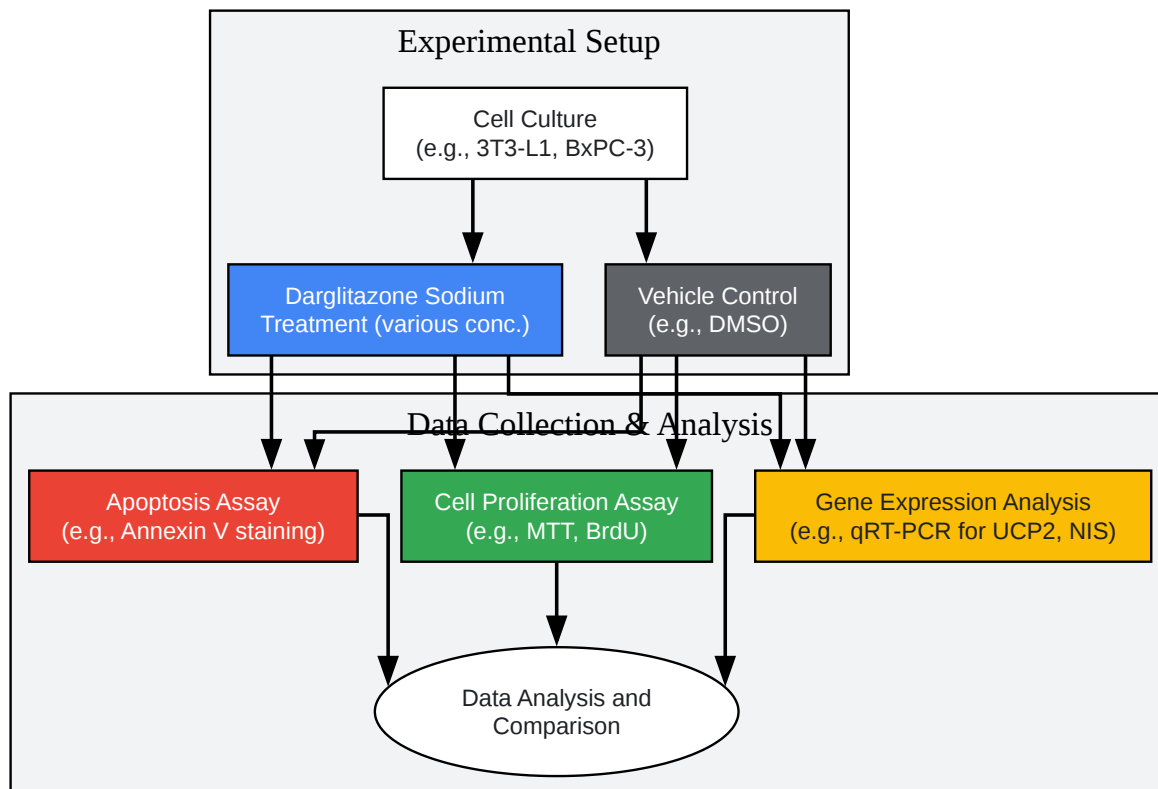 Experimental Setup
Cell Culture
(e.g., 3T3-L1, BxPC-3)
Darglitazone Sodium
Treatment (various conc.)
Vehicle Control
(e.g., DMSO)
Data Collection & Analysis
Apoptosis Assay
(e.g., Annexin V staining)
Cell Proliferation Assay
(e.g., MTT, BrdU)
Gene Expression Analysis
(e.g., qRT-PCR for UCP2, NIS)
Data Analysis and
Comparison